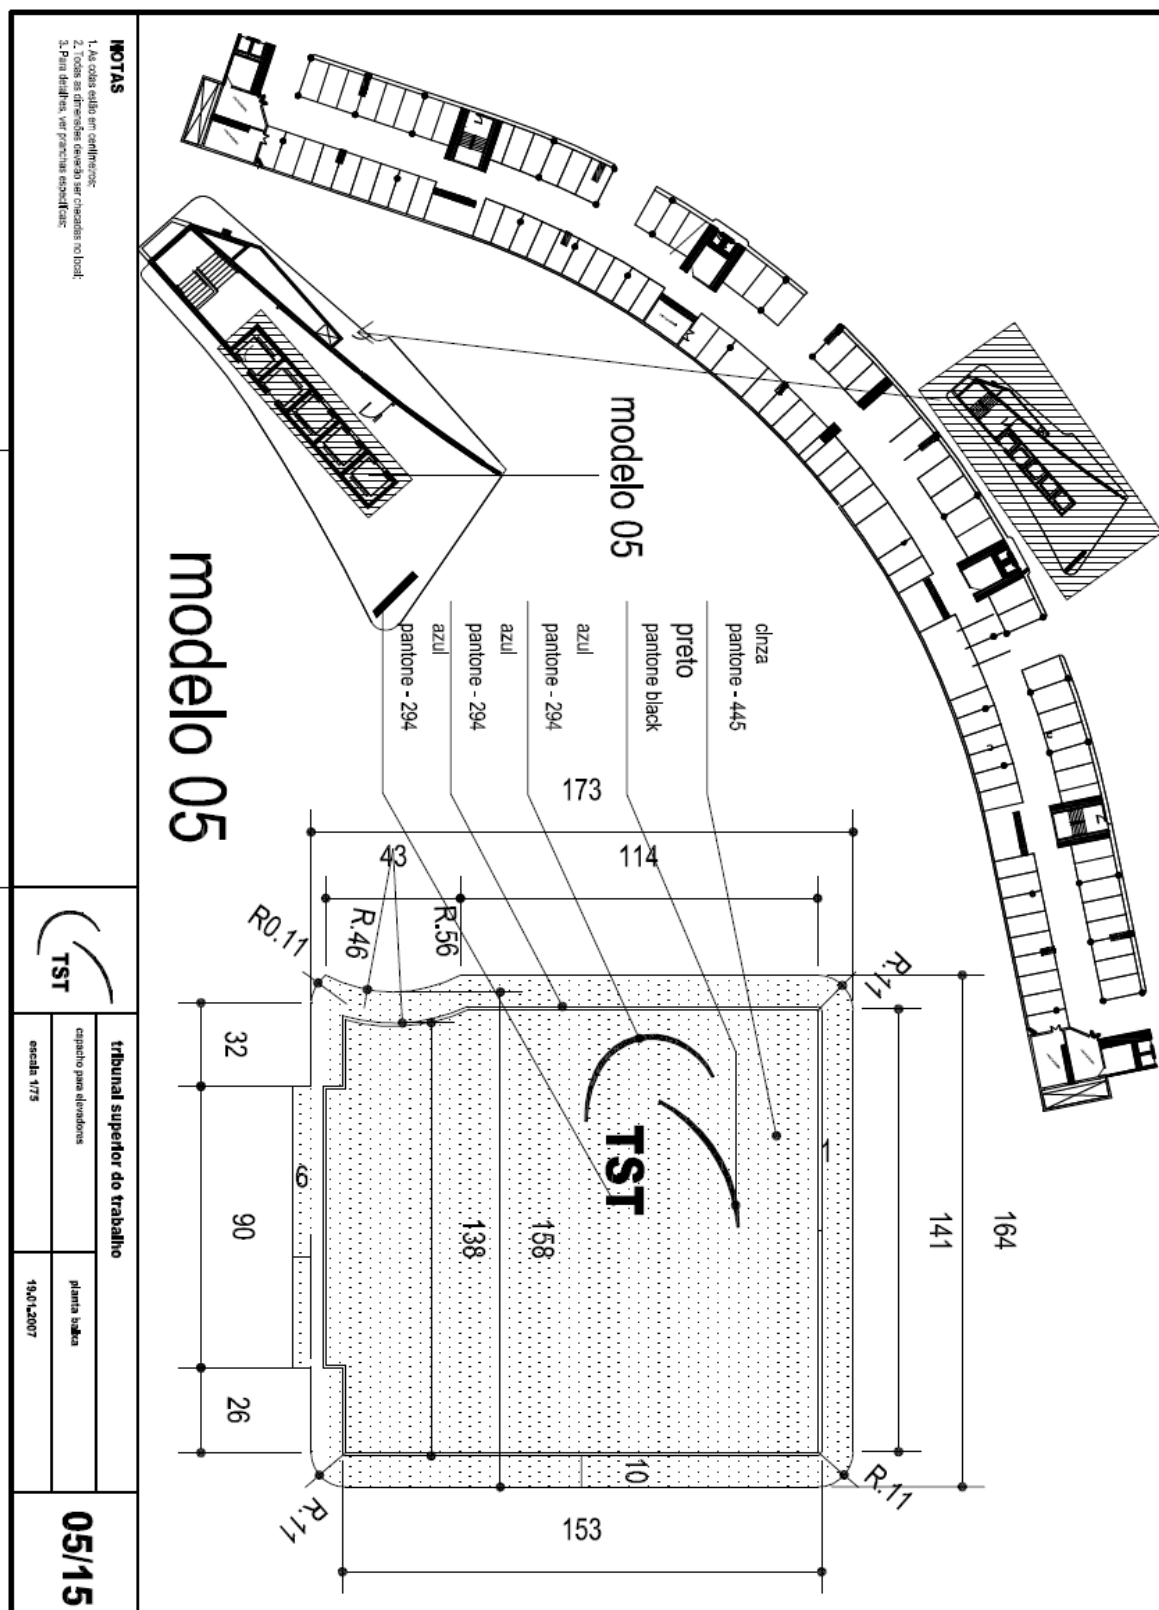 NOTAS
1. As cotas estão em centímetros;
2. Todas as dimensões deverão ser checadas no local;
3. Para detalhes, ver pranchas específicas;
modelo 05
modelo 05
cinza
pantone - 445
preto
pantone black
azul
pantone - 294
azul
pantone - 294
azul
pantone - 294
173
43
114
R0.11
R.46
R.56
R.11
32
90
26
6
1
141
164
138
158
10
R.11
R.11
153
TST
TST
tribunal superior do trabalho
capacho para elevadores
planta baixa
escala 1/75
19.01.2007
05/15